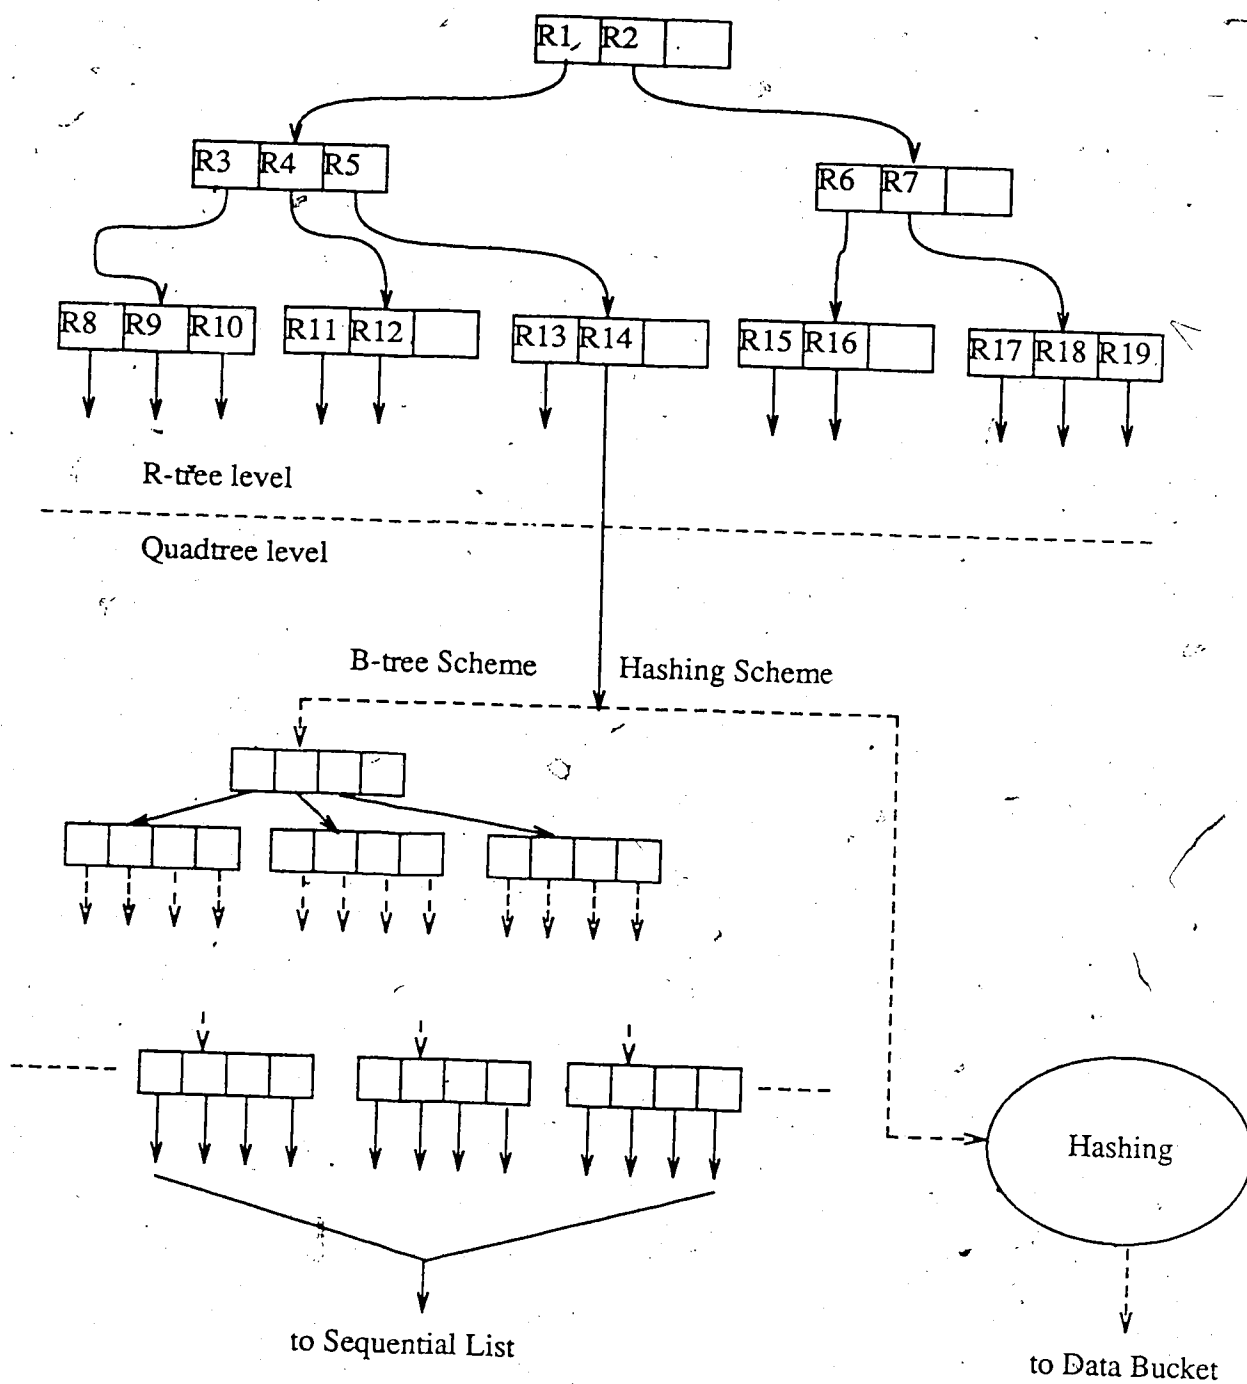 R1 R2
R3 R4 R5
R6 R7
R8 R9 R10
R11 R12
R13 R14
R15 R16
R17 R18 R19
R-tree level
Quadtree level
B-tree Scheme
Hashing Scheme
Hashing
to Sequential List
to Data Bucket